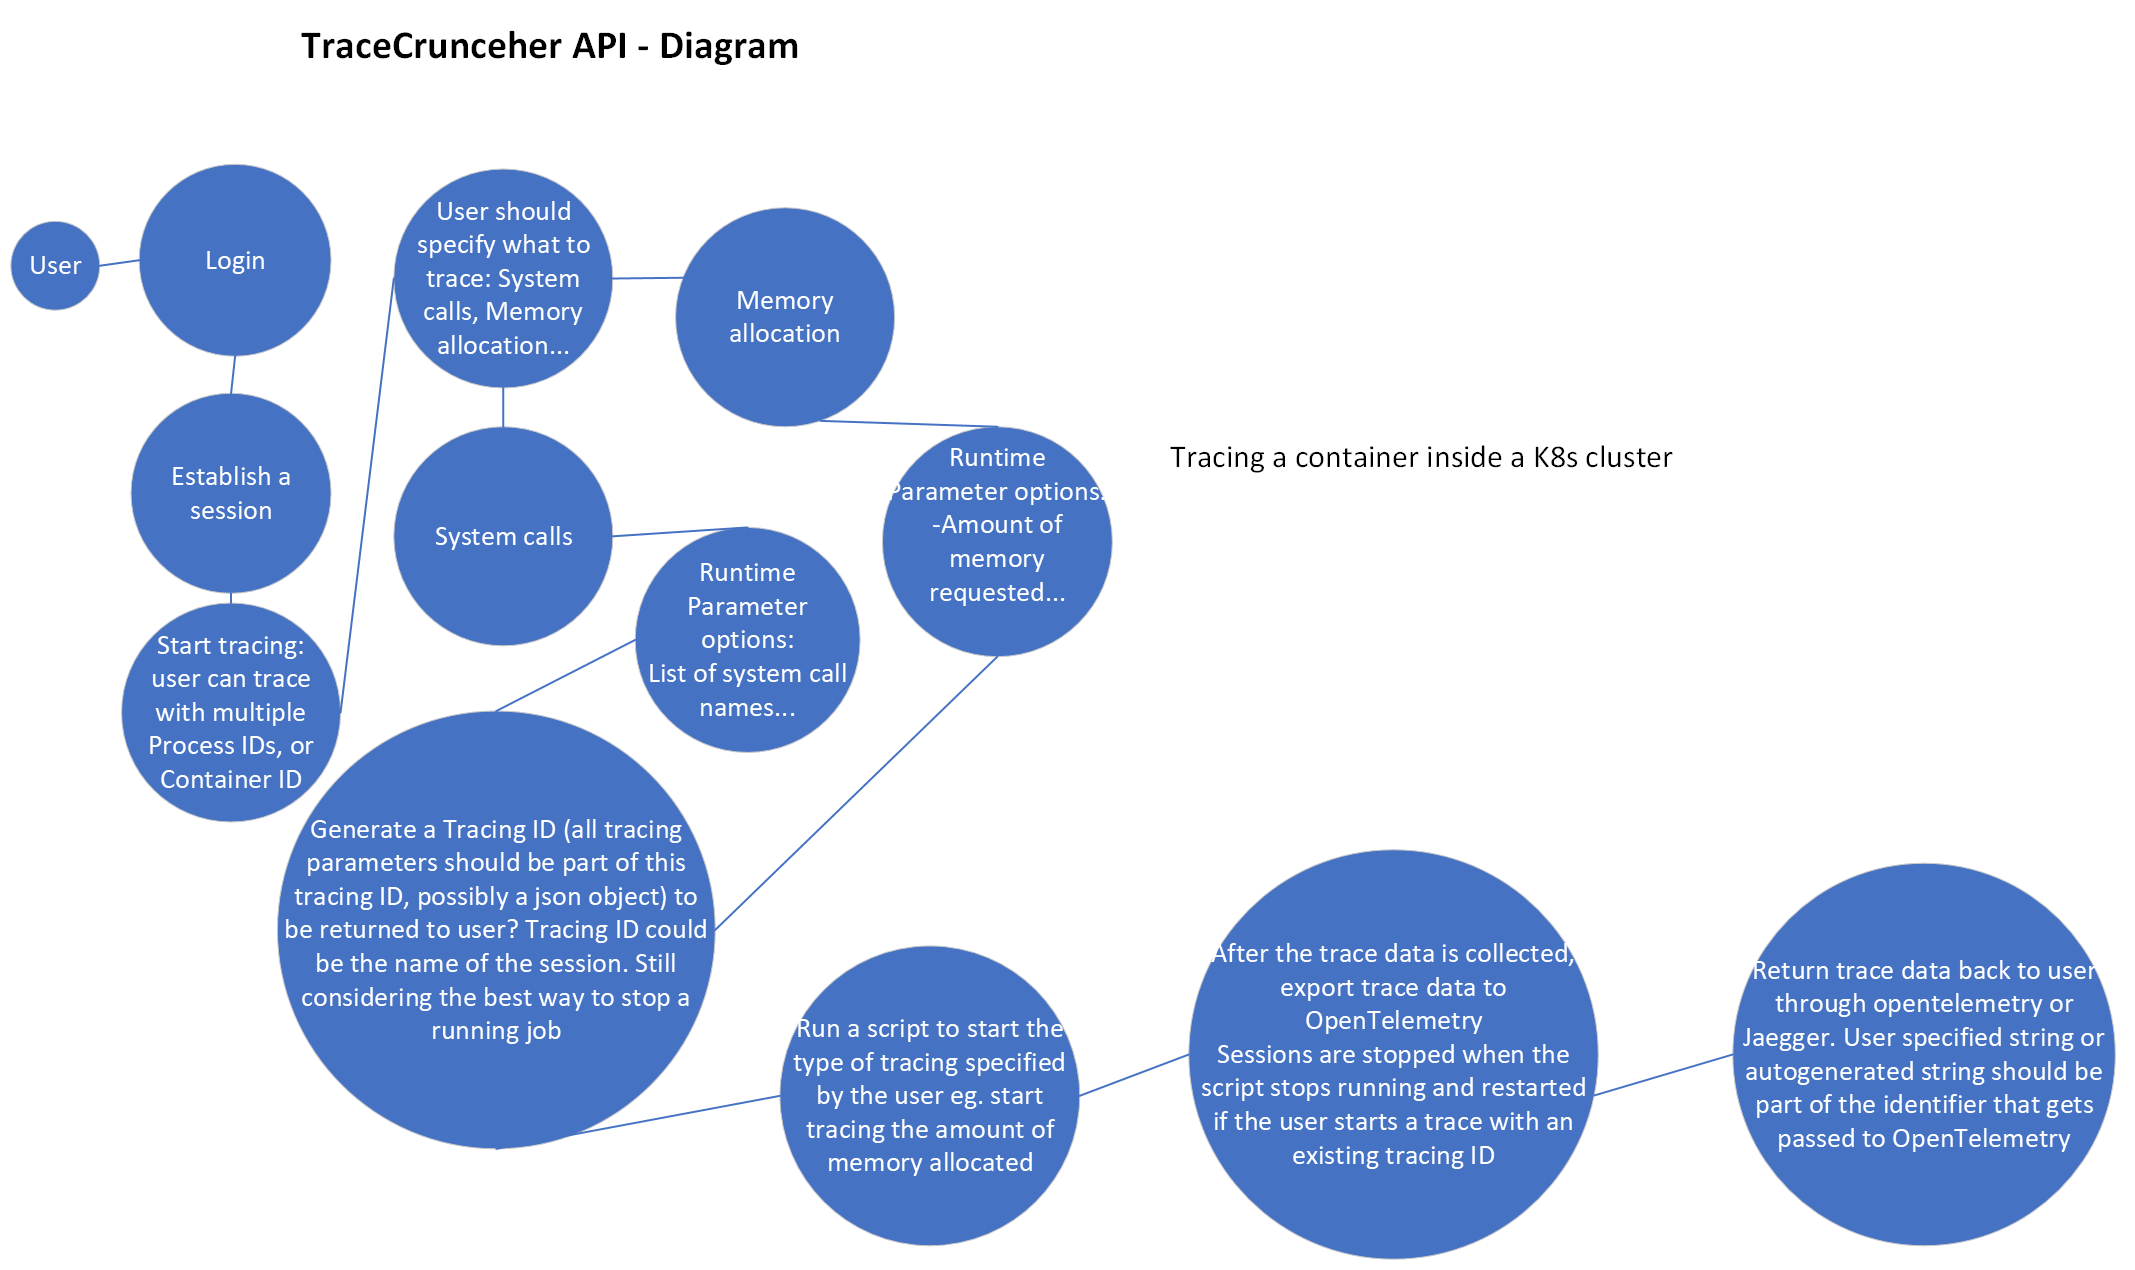 TraceCrunceher API - Diagram
User
Login
Establish a
session
Start tracing:
user can trace
with multiple
Process IDs, or
Container ID
User should
specify what to
trace: System
calls, Memory
allocation...
Memory
allocation
System calls
Runtime
Parameter options:
-Amount of
memory
requested...
Runtime
Parameter
options:
List of system call
names...
Tracing a container inside a K8s cluster
Generate a Tracing ID (all tracing
parameters should be part of this
tracing ID, possibly a json object) to
be returned to user? Tracing ID could
be the name of the session. Still
considering the best way to stop a
running job
Run a script to start the
type of tracing specified
by the user eg. start
tracing the amount of
memory allocated
After the trace data is collected,
export trace data to
OpenTelemetry
Sessions are stopped when the
script stops running and restarted
if the user starts a trace with an
existing tracing ID
Return trace data back to user
through opentelemetry or
Jaegger. User specified string or
autogenerated string should be
part of the identifier that gets
passed to OpenTelemetry